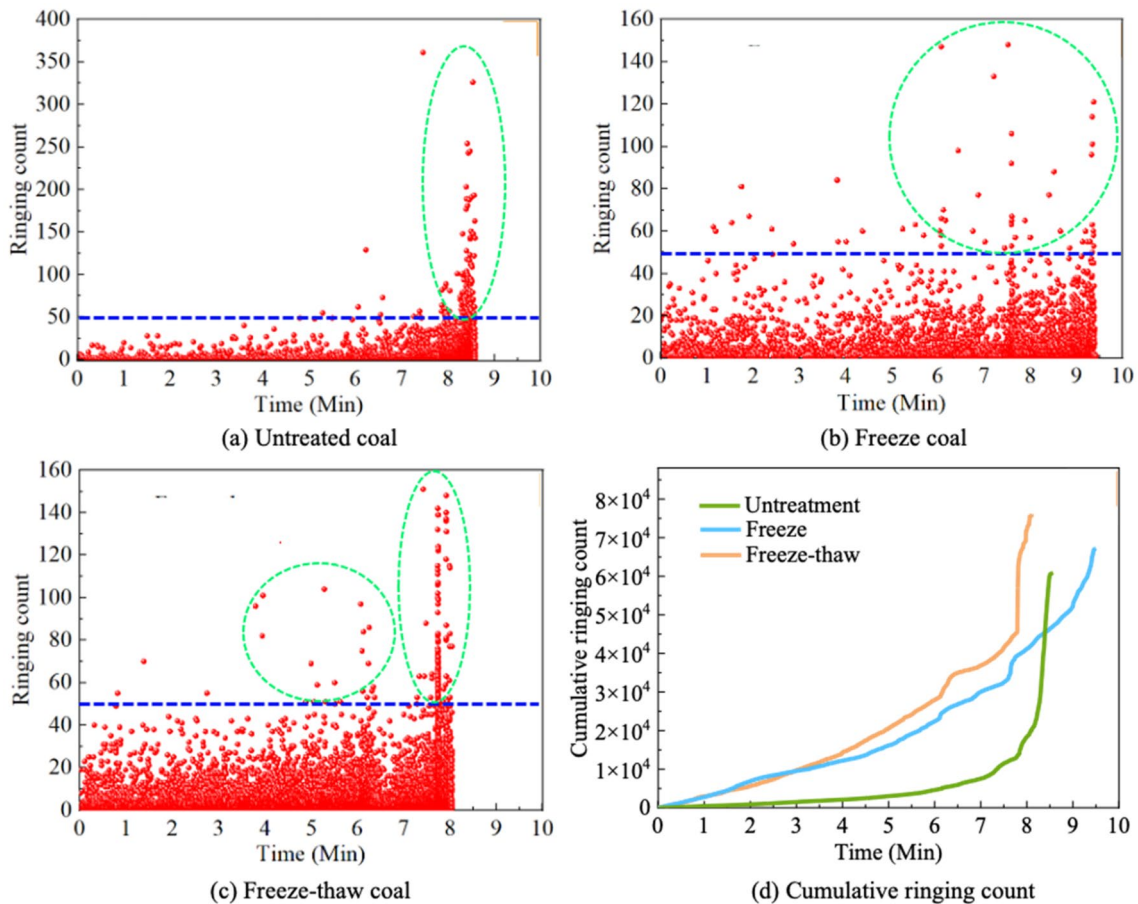 400
350
300
250
200
150
100
50
0
Ringing count
0 1 2 3 4 5 6 7 8 9 10
Time (Min)
(a) Untreated coal
160
140
120
100
80
60
40
20
0
Ringing count
0 1 2 3 4 5 6 7 8 9 10
Time (Min)
(b) Freeze coal
160
140
120
100
80
60
40
20
0
Ringing count
0 1 2 3 4 5 6 7 8 9 10
Time (Min)
(c) Freeze-thaw coal
8×10⁴
7×10⁴
6×10⁴
5×10⁴
4×10⁴
3×10⁴
2×10⁴
1×10⁴
0
Cumulative ringing count
Untreatment
Freeze
Freeze-thaw
0 1 2 3 4 5 6 7 8 9 10
Time (Min)
(d) Cumulative ringing count